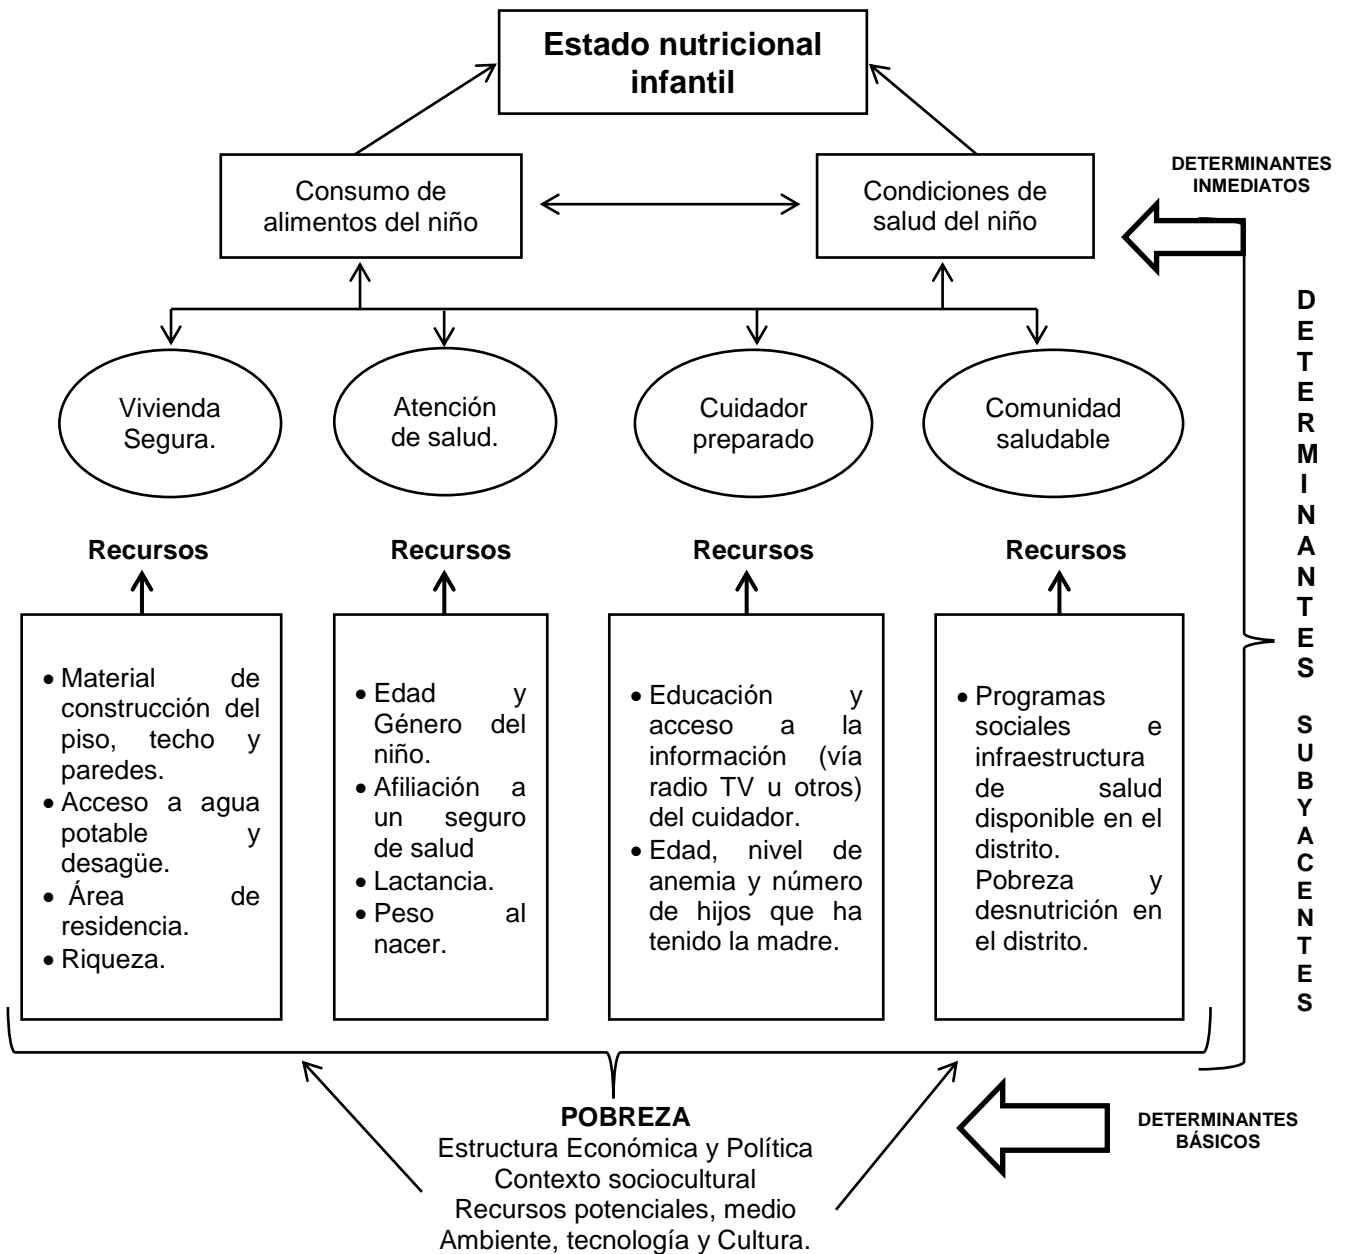 Estado nutricional
infantil
Consumo de
alimentos del niño
Condiciones de
salud del niño
DETERMINANTES
INMEDIATOS
DETERMINANTES SUBYACENTES
Vivienda
Segura.
Atención
de salud.
Cuidador
preparado
Comunidad
saludable
Recursos
Recursos
Recursos
Recursos
• Material de
construcción del
piso, techo y
paredes.
• Acceso a agua
potable y
desagüe.
• Área de
residencia.
• Riqueza.
• Edad y
Género del
niño.
• Afiliación a
un seguro
de salud
• Lactancia.
• Peso al
nacer.
• Educación y
acceso a la
información (vía
radio TV u otros)
del cuidador.
• Edad, nivel de
anemia y número
de hijos que ha
tenido la madre.
• Programas
sociales e
infraestructura
de salud
disponible en el
distrito.
Pobreza y
desnutrición en
el distrito.
POBREZA
Estructura Económica y Política
Contexto sociocultural
Recursos potenciales, medio
Ambiente, tecnología y Cultura.
DETERMINANTES
BÁSICOS